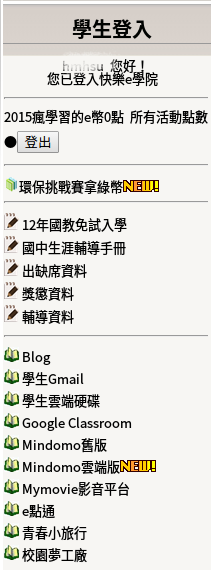 學生登入
hmhsu 您好！
您已登入快樂e學院
2015瘋學習的e幣0點 所有活動點數
●登出
環保挑戰賽拿綠幣NEW!
12年國教免試入學
國中生涯輔導手冊
出缺席資料
獎懲資料
輔導資料
Blog
學生Gmail
學生雲端硬碟
Google Classroom
Mindomo舊版
Mindomo雲端版NEW!
Mymovie影音平台
e點通
青春小旅行
校園夢工廠